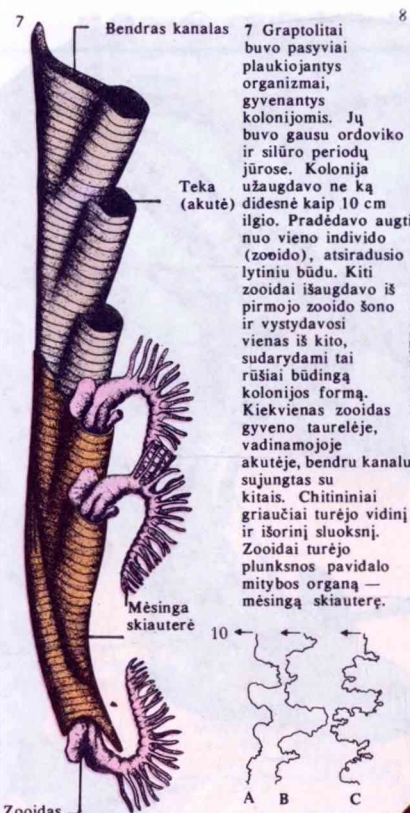 7
8
Bendras kanalas
Teka
(akutė)
7 Graptolitai
buvo pasyviai
plaukiojantys
organizmai,
gyvenantys
kolonijomis. Jų
buvo gausu ordoviko
ir silūro periodų
jūrose. Kolonija
užaugdavo ne ką
didesnė kaip 10 cm
ilgio. Pradėdavo augti
nuo vieno individo
(zooido), atsiradusio
lytiniu būdu. Kiti
zooidai išaugdavo iš
pirmojo zooido šono
ir vystydavosi
vienas iš kito,
sudarydami tai
rūšiai būdingą
kolonijos formą.
Kiekvienas zooidas
gyveno taurelėje,
vadinamojoje
akutėje, bendru kanalu
sujungtas su
kitais. Chitininiai
griaučiai turėjo vidinį
ir išorinį sluoksnį.
Zooidai turėjo
plunksnos pavidalo
mitybos organą —
mėsingą skiauterę.
Mėsinga
skiauterė
Zooidas
10
A B C